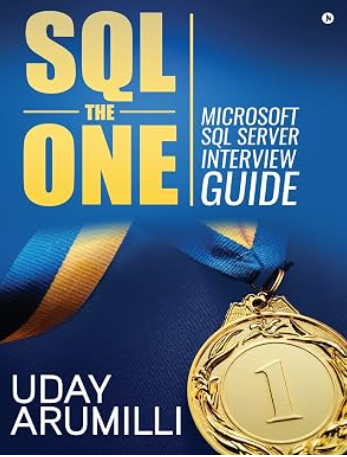 SQL
THE
ONE
MICROSOFT
SQL SERVER
INTERVIEW
GUIDE
1
UDAY
ARUMILLI
N